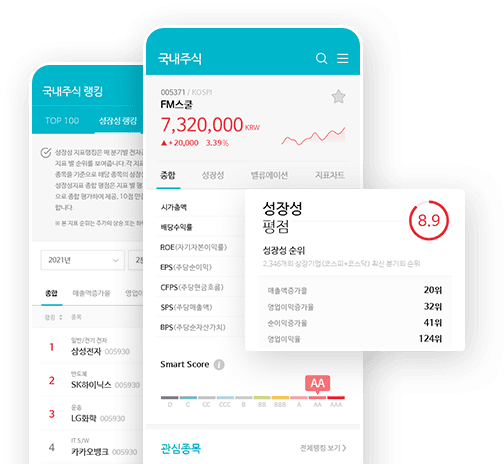 국내주식 랭킹
TOP 100
성장성 랭킹
성장성 지표랭킹은 매 분기별 전자공
지표 별 순위를 보여줍니다. 각 지표
종목을 기준으로 해당 종목의 성장성
성장성지표 종합 평점은 지표 별 평
으로 종합 평가하여 제공, 10점 만
합니다.
※ 본 지표 순위는 주가의 상승 또는 하
2021년
종합
매출액증가율
영업이
랭킹
종목
1
일반/전기 전자
삼성전자 005930
2
반도체
SK하이닉스 005930
3
운송
LG화학 005930
4
IT S/W
카카오뱅크 005930
국내주식
005371 / KOSPI
FM스쿨
7,320,000 KRW
▲+20,000 3.39%
종합
성장성
밸류에이션
지표차트
시가총액
배당수익률
ROE(자기자본이익률)
EPS(주당순이익)
CFPS(주당현금흐름)
SPS(주당매출액)
BPS(주당순자산가치)
Smart Score
AA
D C CC CCC B BB BBB A AA AAA
관심종목
전체랭킹 보기 >
성장성
평점
8.9
성장성 순위
2,346개의 상장기업(코스피+코스닥) 최신 분기의 순위
매출액증가율 20위
영업이익증가율 32위
순이익증가율 41위
영업이익율 124위